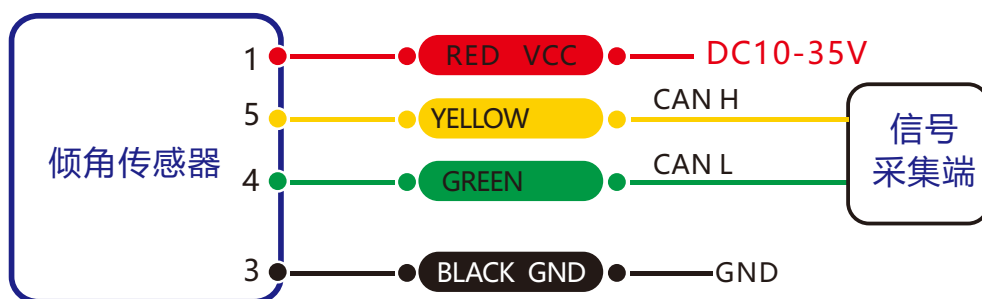 倾角传感器
1 RED VCC DC10-35V
5 YELLOW CAN H
4 GREEN CAN L
3 BLACK GND GND
信号
采集端